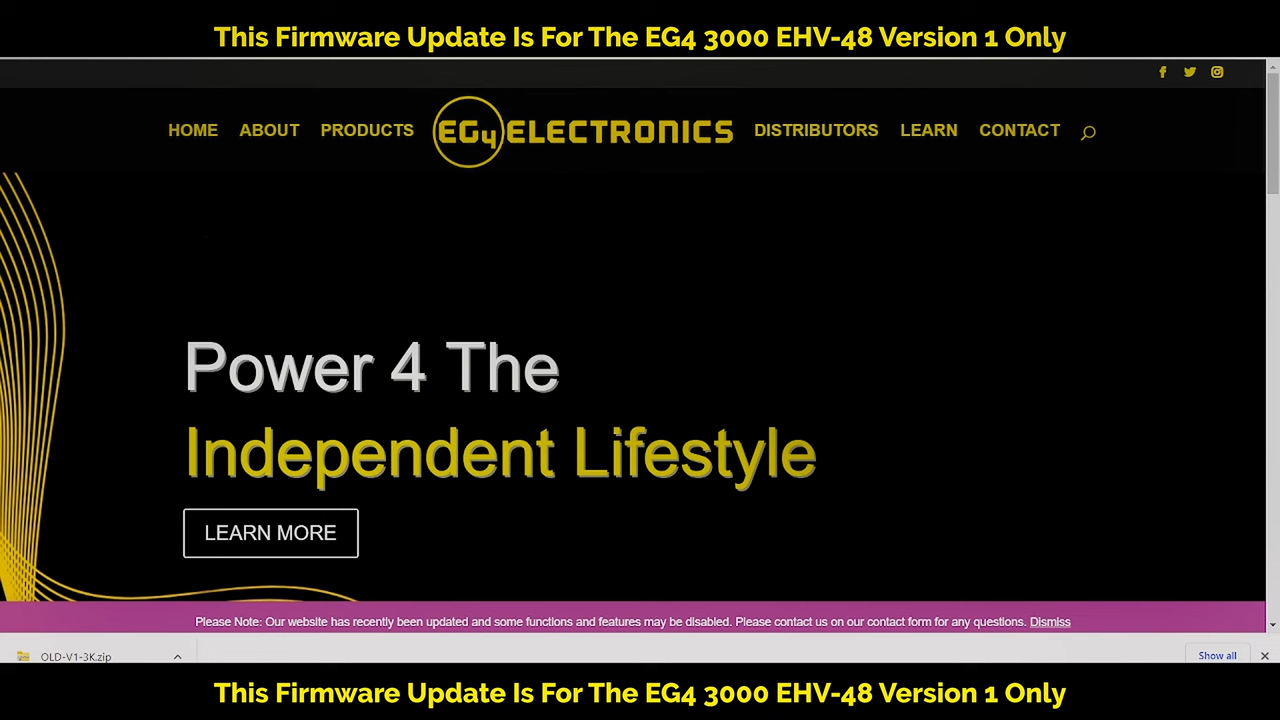 This Firmware Update Is For The EG4 3000 EHV-48 Version 1 Only
HOME ABOUT PRODUCTS EG4 ELECTRONICS DISTRIBUTORS LEARN CONTACT
Power 4 The
Independent Lifestyle
LEARN MORE
Please Note: Our website has recently been updated and some functions and features may be disabled. Please contact us on our contact form for any questions. Dismiss
OLD-V1-3K.zip Show all
This Firmware Update Is For The EG4 3000 EHV-48 Version 1 Only